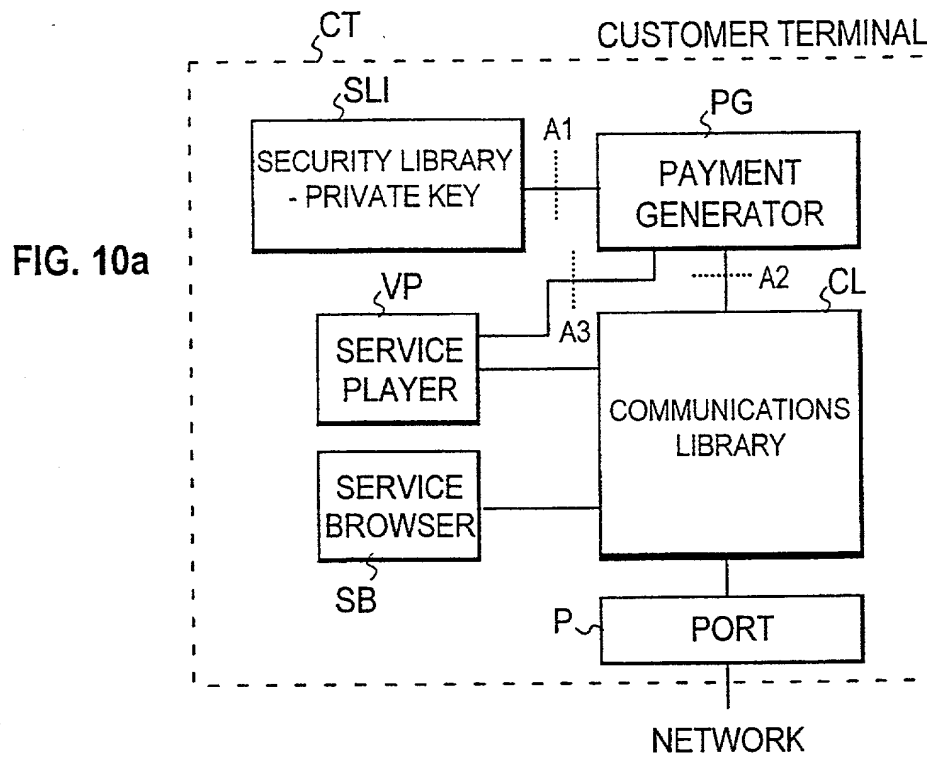 CT
CUSTOMER TERMINAL
SLI
PG
A1
SECURITY LIBRARY
- PRIVATE KEY
PAYMENT
GENERATOR
FIG. 10a
VP
A2
CL
A3
SERVICE
PLAYER
COMMUNICATIONS
LIBRARY
SERVICE
BROWSER
SB
P
PORT
NETWORK